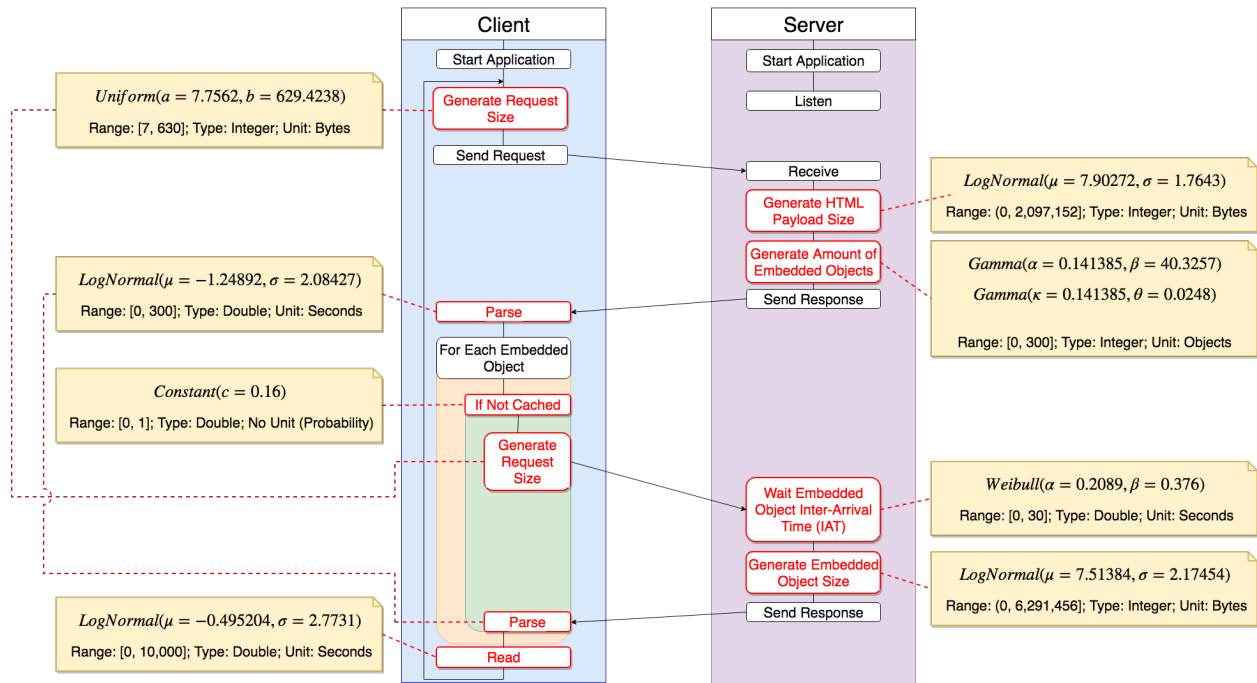 Client
Server
Start Application
Start Application
Uniform(a = 7.7562, b = 629.4238)
Range: [7, 630]; Type: Integer; Unit: Bytes
Generate Request
Size
Listen
Send Request
Receive
Generate HTML
Payload Size
LogNormal(μ = 7.90272, σ = 1.7643)
Range: (0, 2,097,152]; Type: Integer; Unit: Bytes
Generate Amount of
Embedded Objects
Gamma(α = 0.141385, β = 40.3257)
Gamma(κ = 0.141385, θ = 0.0248)
Range: [0, 300]; Type: Integer; Unit: Objects
LogNormal(μ = −1.24892, σ = 2.08427)
Range: [0, 300]; Type: Double; Unit: Seconds
Send Response
Parse
For Each Embedded
Object
Constant(c = 0.16)
Range: [0, 1]; Type: Double; No Unit (Probability)
If Not Cached
Generate
Request
Size
Wait Embedded
Object Inter-Arrival
Time (IAT)
Weibull(α = 0.2089, β = 0.376)
Range: [0, 30]; Type: Double; Unit: Seconds
Generate Embedded
Object Size
LogNormal(μ = 7.51384, σ = 2.17454)
Range: (0, 6,291,456]; Type: Integer; Unit: Bytes
Send Response
Parse
LogNormal(μ = −0.495204, σ = 2.7731)
Range: [0, 10,000]; Type: Double; Unit: Seconds
Read